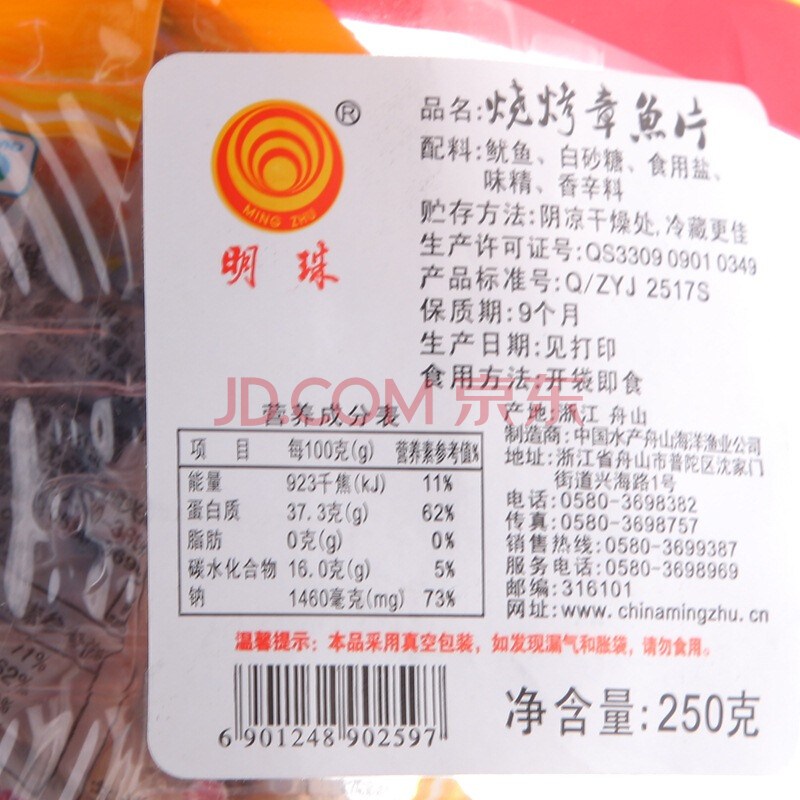 ®
MING ZHU
明珠
品名:烧烤章魚片
配料:鱿鱼、白砂糖、食用盐、
味精、香辛料
贮存方法:阴凉干燥处,冷藏更佳
生产许可证号:QS3309 0901 0349
产品标准号:Q/ZYJ 2517S
保质期:9个月
生产日期:见打印
食用方法:开袋即食
JD.COM 京东
营养成分表
项 目 每100克(g) 营养素参考值%
能量 923千焦(kJ) 11%
蛋白质 37.3克(g) 62%
脂肪 0克(g) 0%
碳水化合物 16.0克(g) 5%
钠 1460毫克(mg) 73%
产地:浙江 舟山
制造商:中国水产舟山海洋渔业公司
地址:浙江省舟山市普陀区沈家门
街道兴海路1号
电话:0580-3698382
传真:0580-3698757
销售热线:0580-3699387
服务电话:0580-3698969
邮编:316101
网址:www.chinamingzhu.cn
温馨提示:本品采用真空包装,如发现漏气和胀袋,请勿食用。
6 901248 902597
净含量:250克